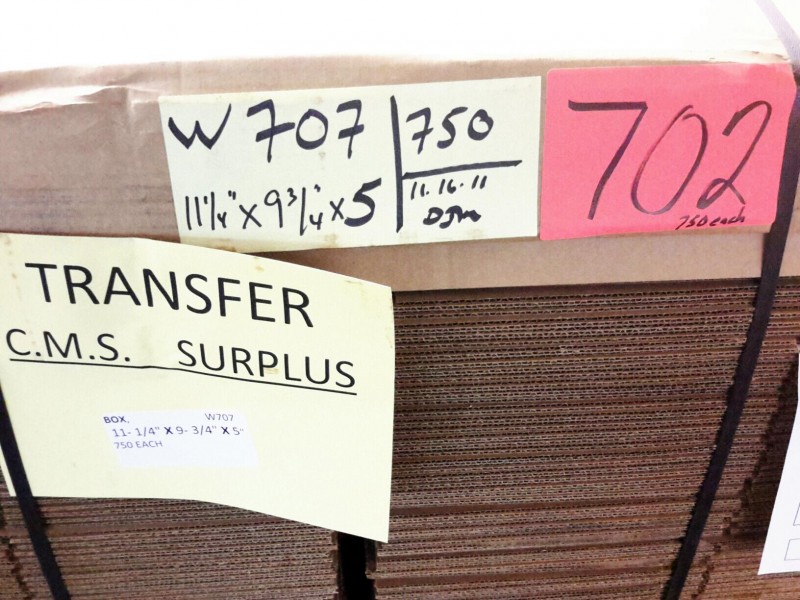 W 707
750
11 1/4" X 9 3/4" X 5
11.16.11
702
750 each
TRANSFER
C.M.S. SURPLUS
BOX, W707
11- 1/4" X 9- 3/4" X 5"
750 EACH